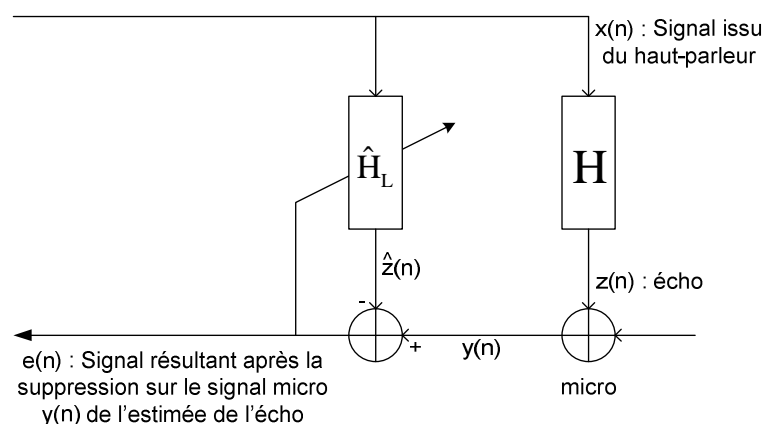 x(n) : Signal issu
du haut-parleur
Ĥ_L
H
ẑ(n)
z(n) : écho
-
+
y(n)
micro
e(n) : Signal résultant après la
suppression sur le signal micro
y(n) de l'estimée de l'écho